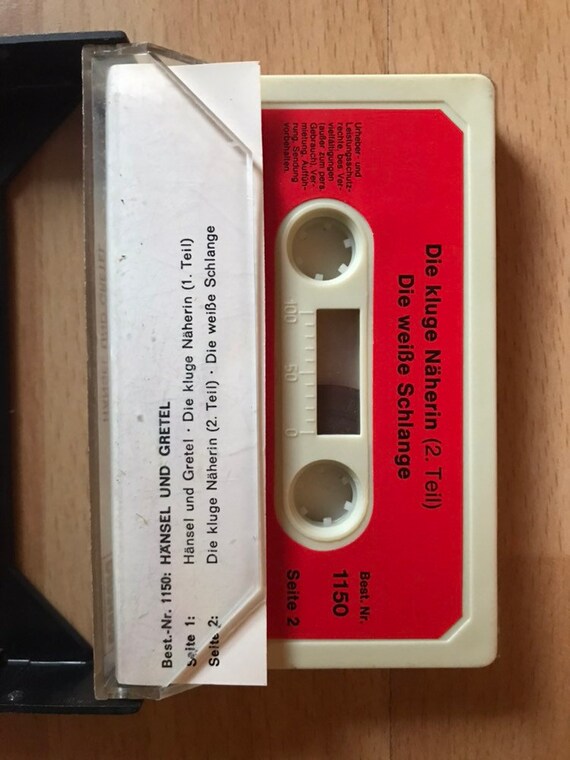 Best.-Nr. 1150: HÄNSEL UND GRETEL
Seite 1: Hänsel und Gretel · Die kluge Näherin (1. Teil)
Seite 2: Die kluge Näherin (2. Teil) · Die weiße Schlange
Urheber- und
Leistungsschutz-
rechte, bes. Ver-
vielfältigungen
(außer zum pers.
Gebrauch), Ver-
mietung, Auffüh-
rung, Sendung
vorbehalten.
Die kluge Näherin (2. Teil)
Die weiße Schlange
100 50 0
Best. Nr.
1150
Seite 2